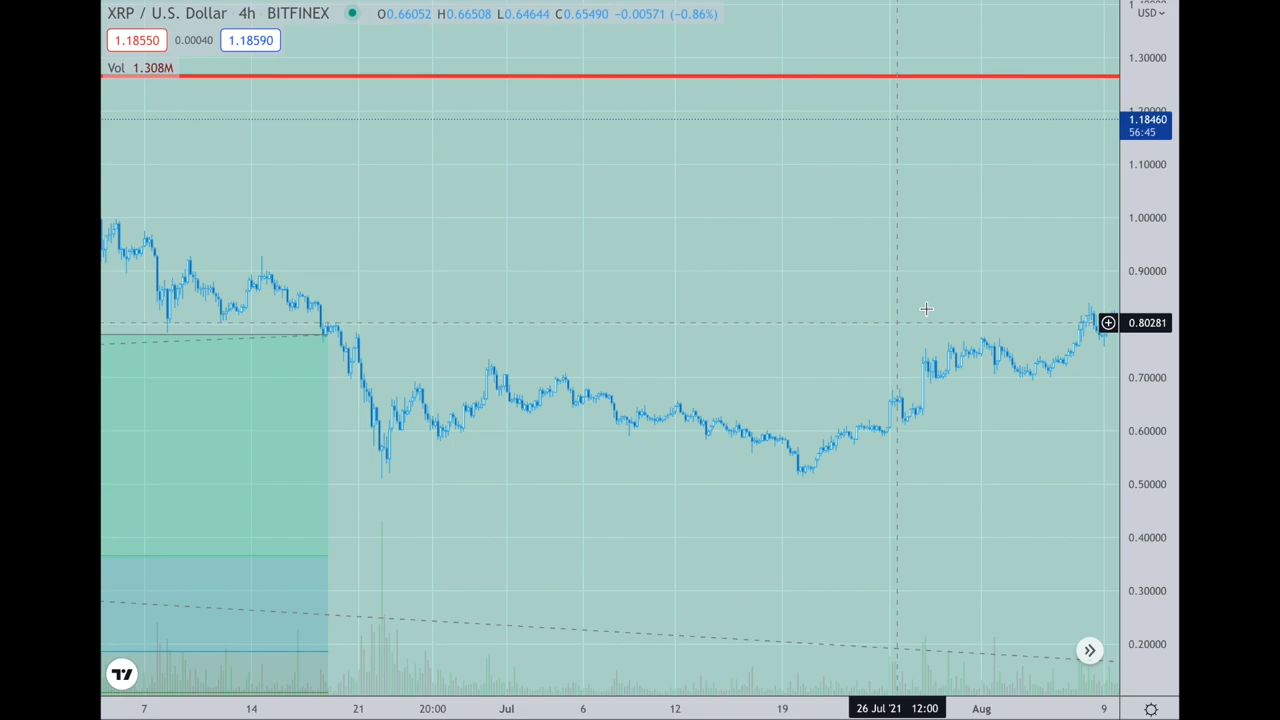 XRP / U.S. Dollar 4h BITFINEX O0.66052 H0.66508 L0.64644 C0.65490 −0.00571 (−0.86%)
USD
1.18550 0.00040 1.18590
Vol 1.308M
1.30000
1.20000
1.18460
56:45
1.10000
1.00000
0.90000
0.80281
0.70000
0.60000
0.50000
0.40000
0.30000
0.20000
7 14 21 20:00 Jul 6 12 19 26 Jul '21 12:00 Aug 9